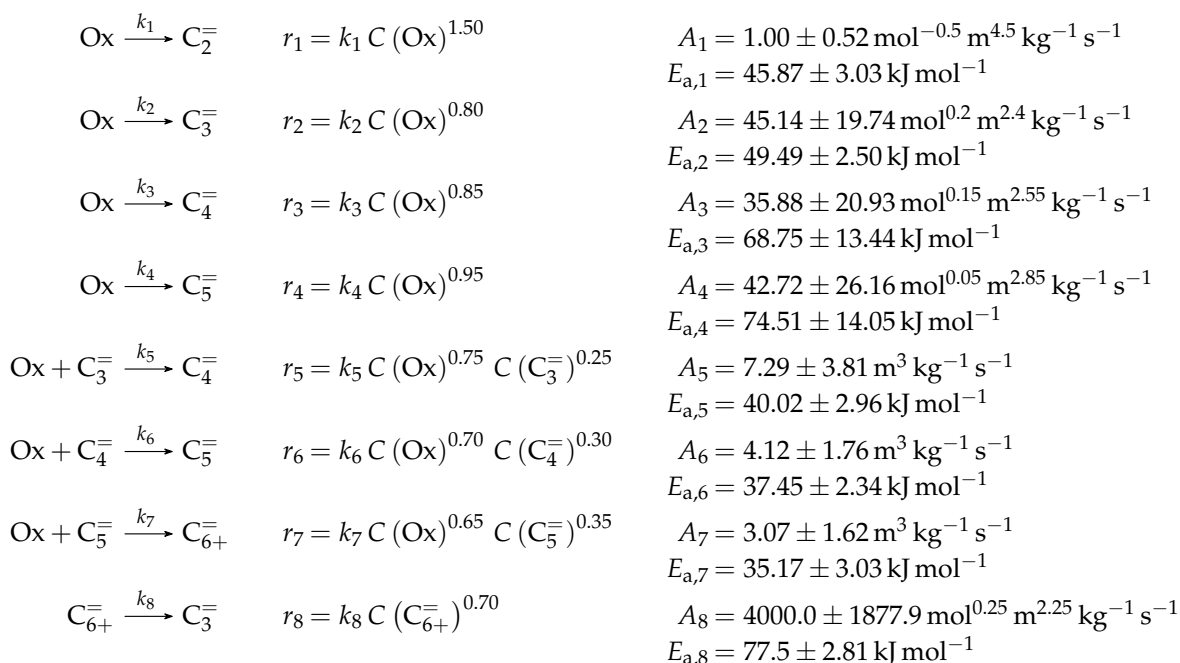 Ox —k₁→ C₂⁼ r₁ = k₁ C (Ox)^1.50 A₁ = 1.00 ± 0.52 mol^−0.5 m^4.5 kg^−1 s^−1
E_a,1 = 45.87 ± 3.03 kJ mol^−1
Ox —k₂→ C₃⁼ r₂ = k₂ C (Ox)^0.80 A₂ = 45.14 ± 19.74 mol^0.2 m^2.4 kg^−1 s^−1
E_a,2 = 49.49 ± 2.50 kJ mol^−1
Ox —k₃→ C₄⁼ r₃ = k₃ C (Ox)^0.85 A₃ = 35.88 ± 20.93 mol^0.15 m^2.55 kg^−1 s^−1
E_a,3 = 68.75 ± 13.44 kJ mol^−1
Ox —k₄→ C₅⁼ r₄ = k₄ C (Ox)^0.95 A₄ = 42.72 ± 26.16 mol^0.05 m^2.85 kg^−1 s^−1
E_a,4 = 74.51 ± 14.05 kJ mol^−1
Ox + C₃⁼ —k₅→ C₄⁼ r₅ = k₅ C (Ox)^0.75 C (C₃⁼)^0.25 A₅ = 7.29 ± 3.81 m^3 kg^−1 s^−1
E_a,5 = 40.02 ± 2.96 kJ mol^−1
Ox + C₄⁼ —k₆→ C₅⁼ r₆ = k₆ C (Ox)^0.70 C (C₄⁼)^0.30 A₆ = 4.12 ± 1.76 m^3 kg^−1 s^−1
E_a,6 = 37.45 ± 2.34 kJ mol^−1
Ox + C₅⁼ —k₇→ C₆₊⁼ r₇ = k₇ C (Ox)^0.65 C (C₅⁼)^0.35 A₇ = 3.07 ± 1.62 m^3 kg^−1 s^−1
E_a,7 = 35.17 ± 3.03 kJ mol^−1
C₆₊⁼ —k₈→ C₃⁼ r₈ = k₈ C (C₆₊⁼)^0.70 A₈ = 4000.0 ± 1877.9 mol^0.25 m^2.25 kg^−1 s^−1
E_a,8 = 77.5 ± 2.81 kJ mol^−1